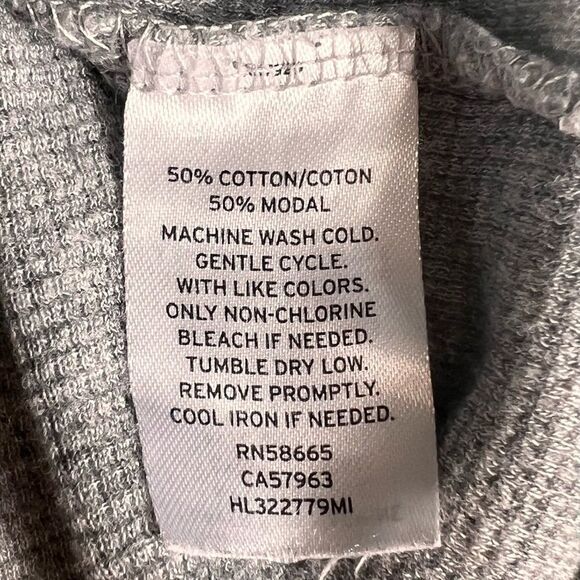 50% COTTON/COTON
50% MODAL
MACHINE WASH COLD.
GENTLE CYCLE.
WITH LIKE COLORS.
ONLY NON-CHLORINE
BLEACH IF NEEDED.
TUMBLE DRY LOW.
REMOVE PROMPTLY.
COOL IRON IF NEEDED.
RN58665
CA57963
HL322779MI